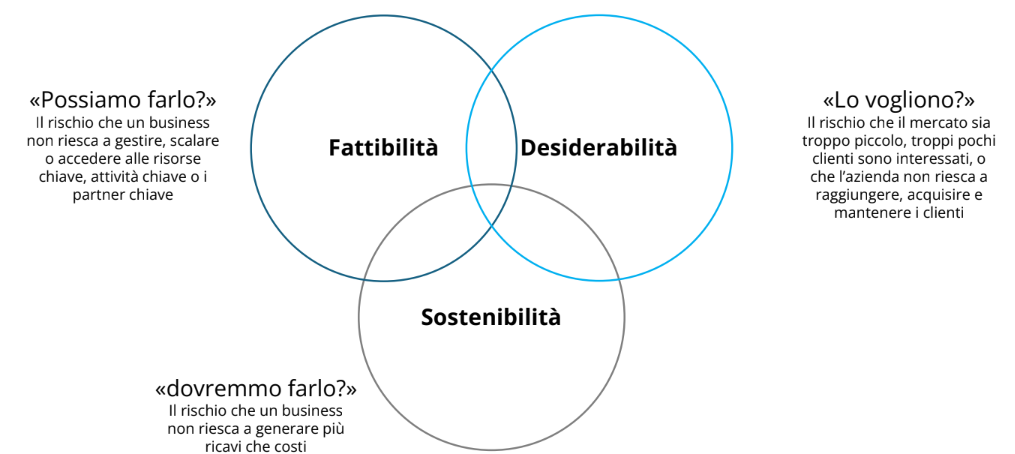 «Possiamo farlo?»
Il rischio che un business
non riesca a gestire, scalare
o accedere alle risorse
chiave, attività chiave o i
partner chiave
Fattibilità
Desiderabilità
«Lo vogliono?»
Il rischio che il mercato sia
troppo piccolo, troppi pochi
clienti sono interessati, o
che l’azienda non riesca a
raggiungere, acquisire e
mantenere i clienti
Sostenibilità
«dovremmo farlo?»
Il rischio che un business
non riesca a generare più
ricavi che costi